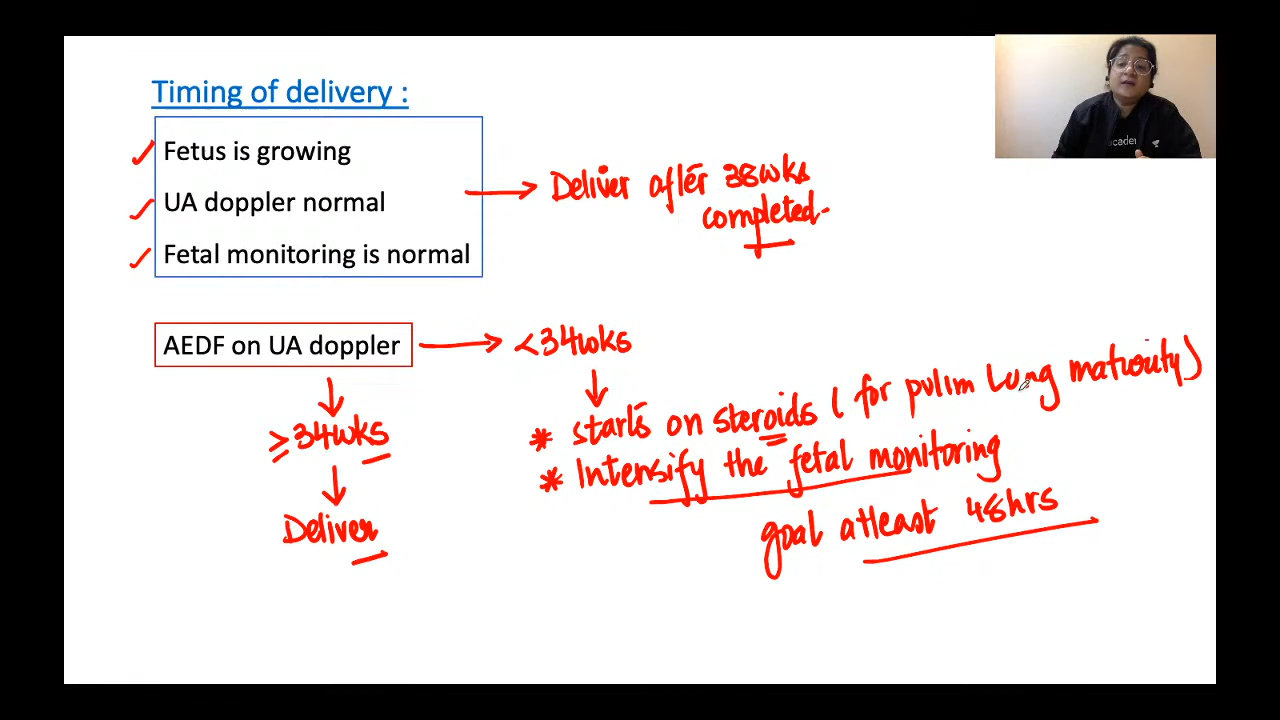 Timing of delivery :
Fetus is growing
UA doppler normal
Fetal monitoring is normal
Deliver after 38wks
completed-
AEDF on UA doppler
<34wks
≥34wks
Deliver
* starts on steroids ( for pulm lung maturity)
* Intensify the fetal monitoring
goal atleast 48hrs
cader